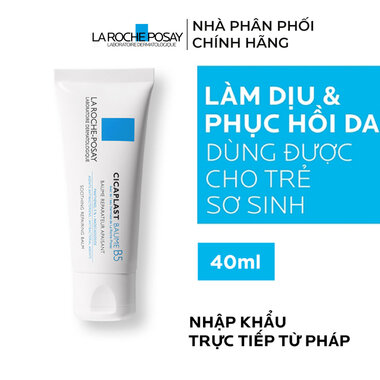 LA ROCHE-POSAY
LABORATOIRE DERMATOLOGIQUE
NHÀ PHÂN PHỐI
CHÍNH HÃNG
LÀM DỊU &
PHỤC HỒI DA
DÙNG ĐƯỢC
CHO TRẺ
SƠ SINH
40ml
NHẬP KHẨU
TRỰC TIẾP TỪ PHÁP
LA ROCHE-POSAY
LABORATOIRE DERMATOLOGIQUE
CICAPLAST BAUME B5
BAUME RÉPARATEUR APAISANT
SOOTHING REPAIRING BALM